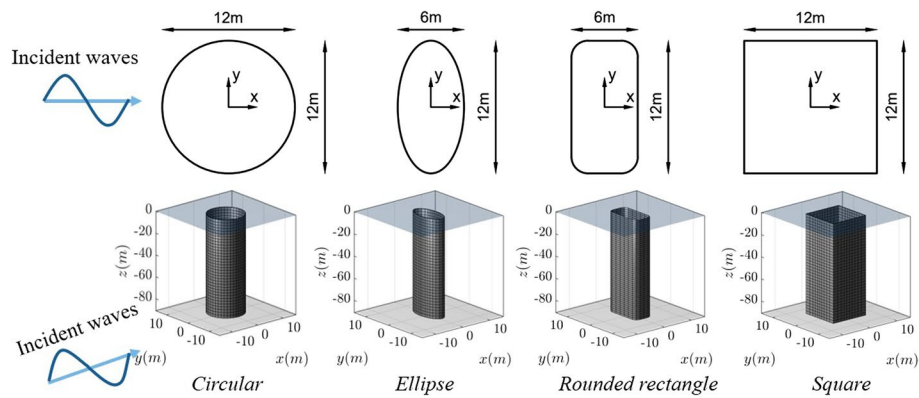 12m
6m
6m
12m
Incident waves
y
x
12m
y
x
12m
y
x
12m
y
x
12m
0
-20
-40
-60
-80
z(m)
10
0
-10
y(m)
-10
0
10
x(m)
0
-20
-40
-60
-80
z(m)
10
0
-10
y(m)
-10
0
10
x(m)
0
-20
-40
-60
-80
z(m)
10
0
-10
y(m)
-10
0
10
x(m)
0
-20
-40
-60
-80
z(m)
10
0
-10
y(m)
-10
0
10
x(m)
Incident waves
Circular
Ellipse
Rounded rectangle
Square